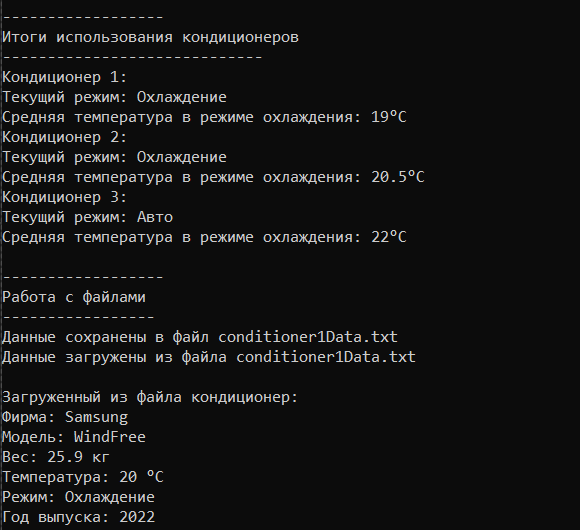 ------------------
Итоги использования кондиционеров
-----------------------------
Кондиционер 1:
Текущий режим: Охлаждение
Средняя температура в режиме охлаждения: 19°C
Кондиционер 2:
Текущий режим: Охлаждение
Средняя температура в режиме охлаждения: 20.5°C
Кондиционер 3:
Текущий режим: Авто
Средняя температура в режиме охлаждения: 22°C
------------------
Работа с файлами
-----------------
Данные сохранены в файл conditioner1Data.txt
Данные загружены из файла conditioner1Data.txt
Загруженный из файла кондиционер:
Фирма: Samsung
Модель: WindFree
Вес: 25.9 кг
Температура: 20 °C
Режим: Охлаждение
Год выпуска: 2022